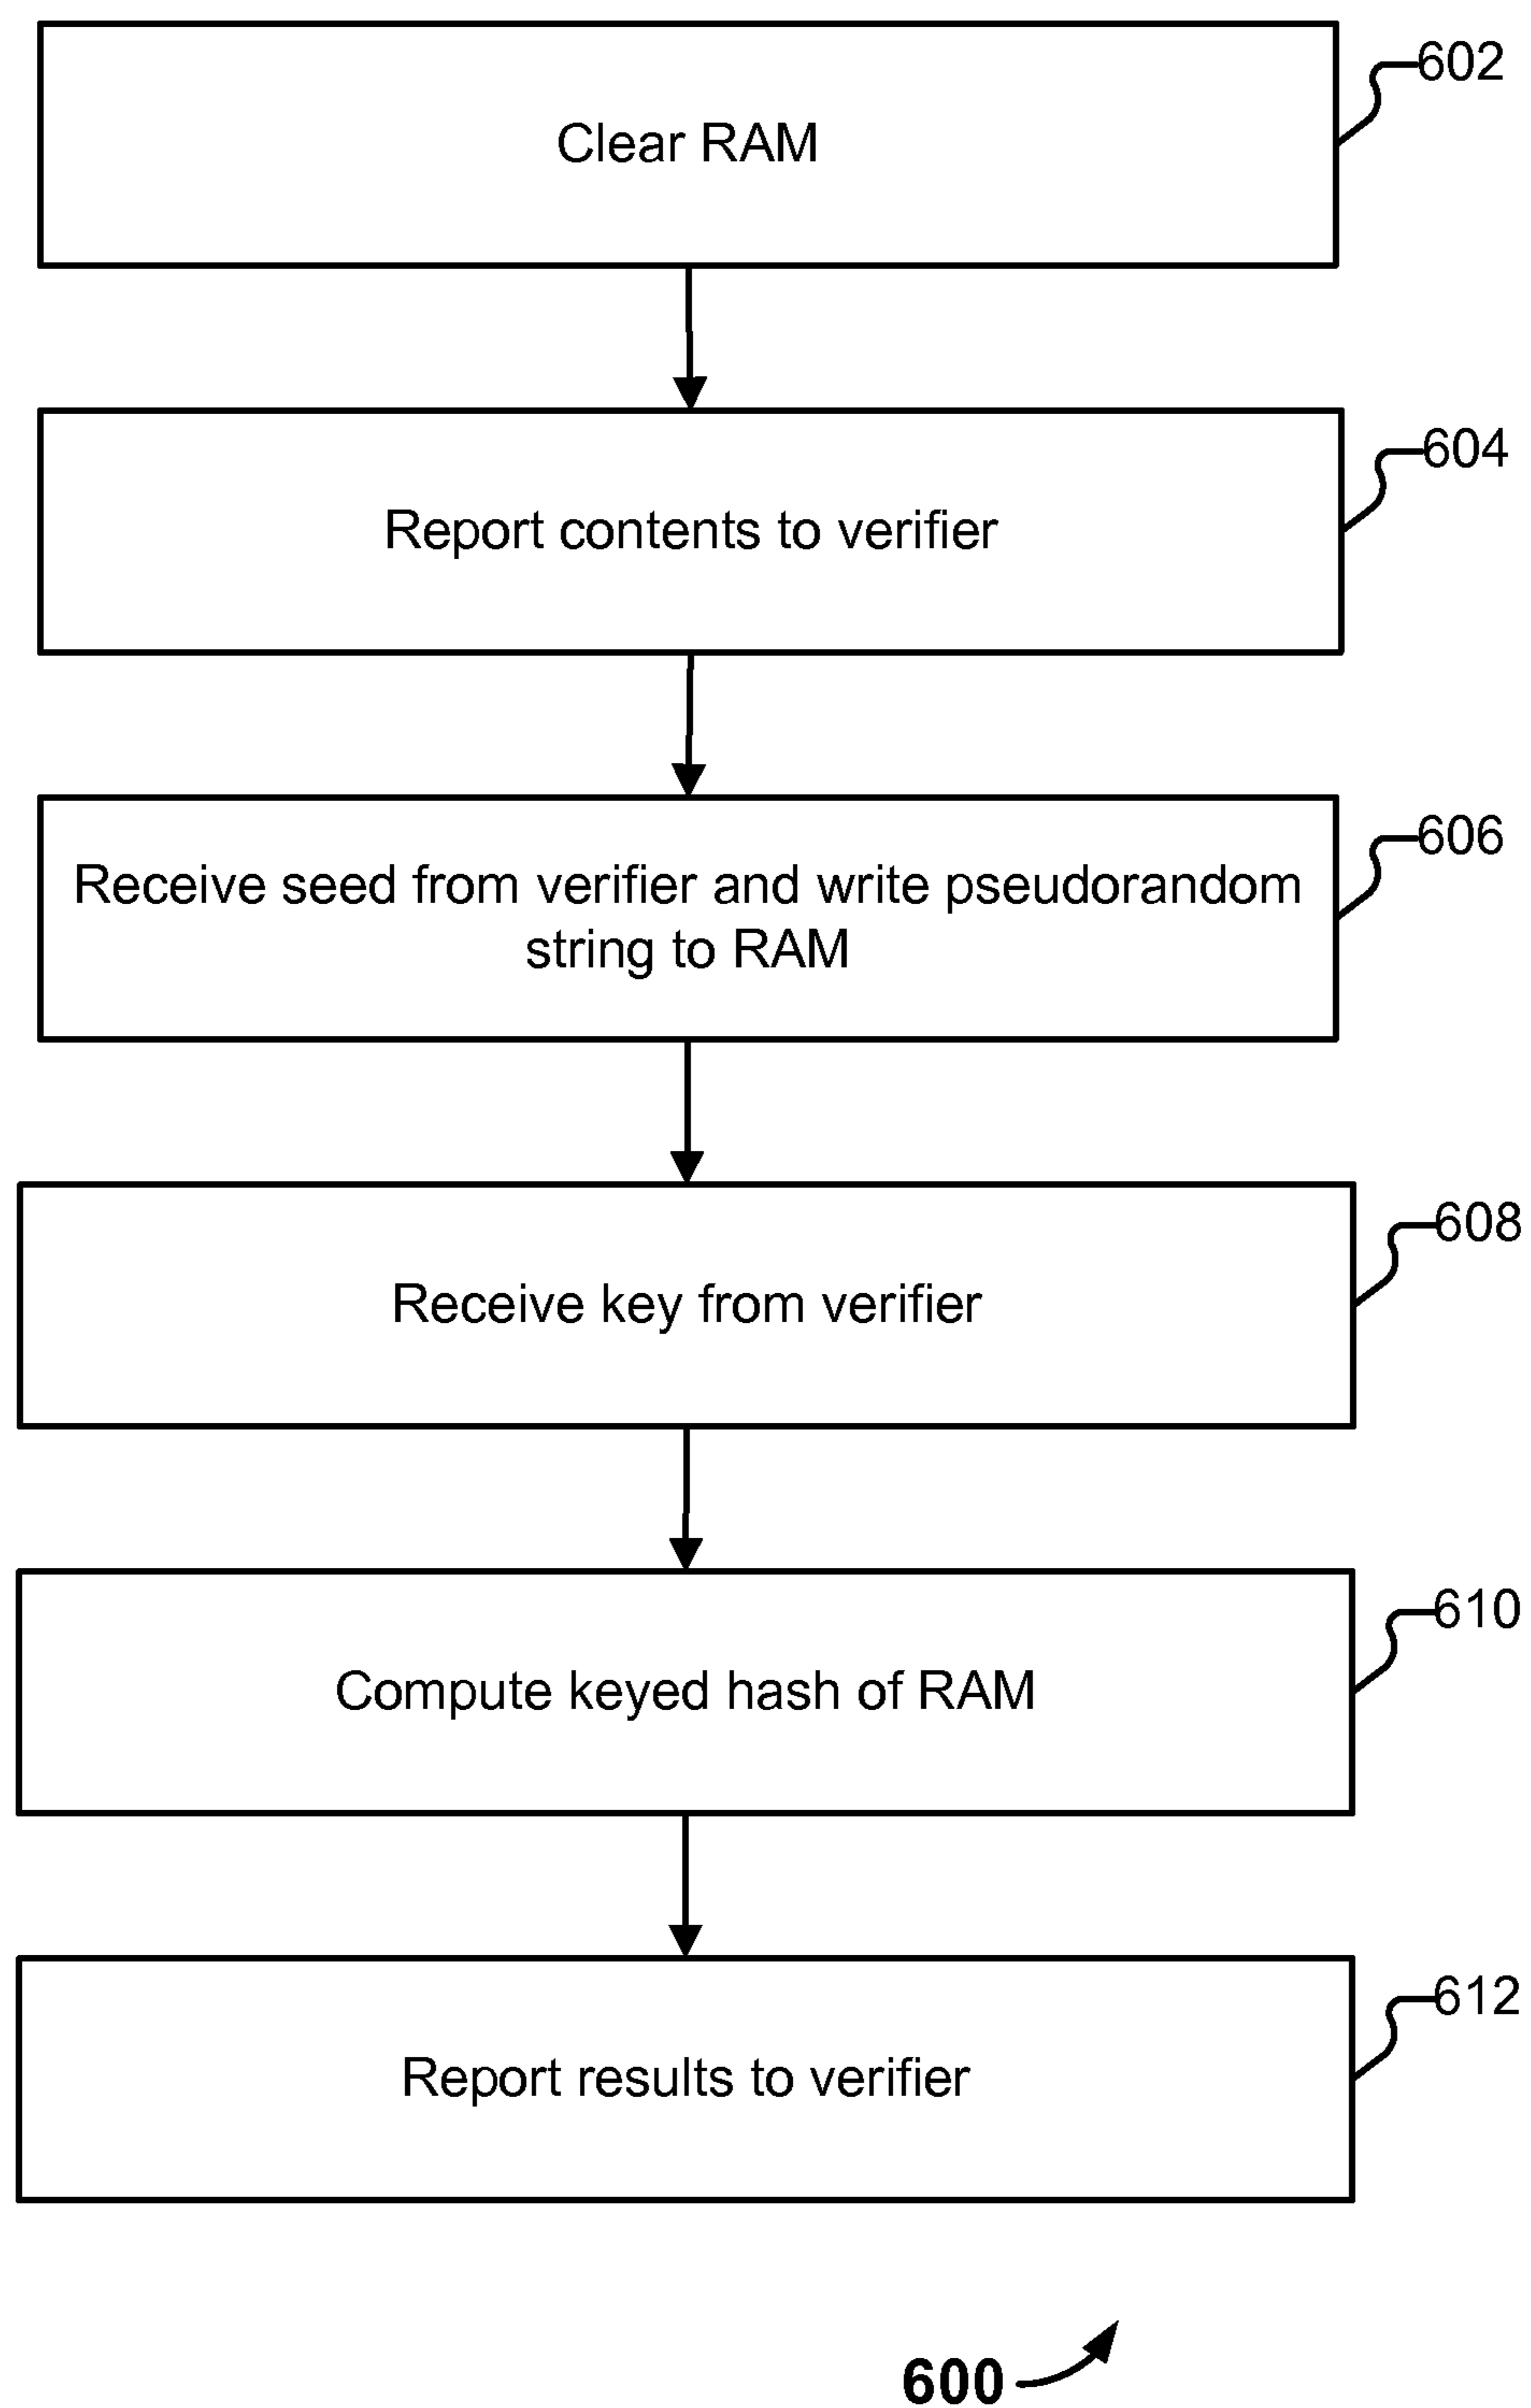 Clear RAM
602
Report contents to verifier
604
Receive seed from verifier and write pseudorandom
string to RAM
606
Receive key from verifier
608
Compute keyed hash of RAM
610
Report results to verifier
612
600